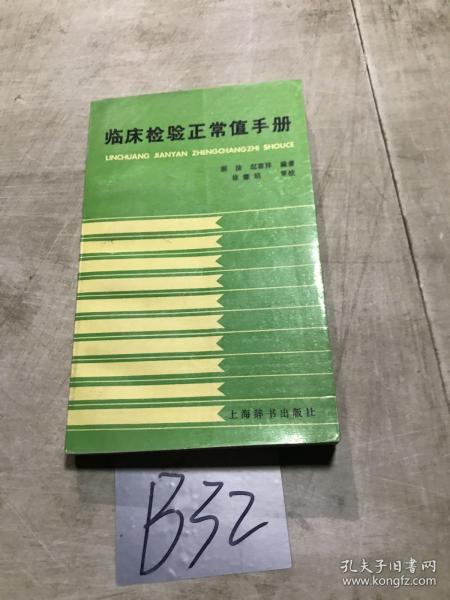 临床检验正常值手册
LINCHUANG JIANYAN ZHENGCHANGZHI SHOUCE
编著
审校
上海辞书出版社
B32
孔夫子旧书网
www.kongfz.com